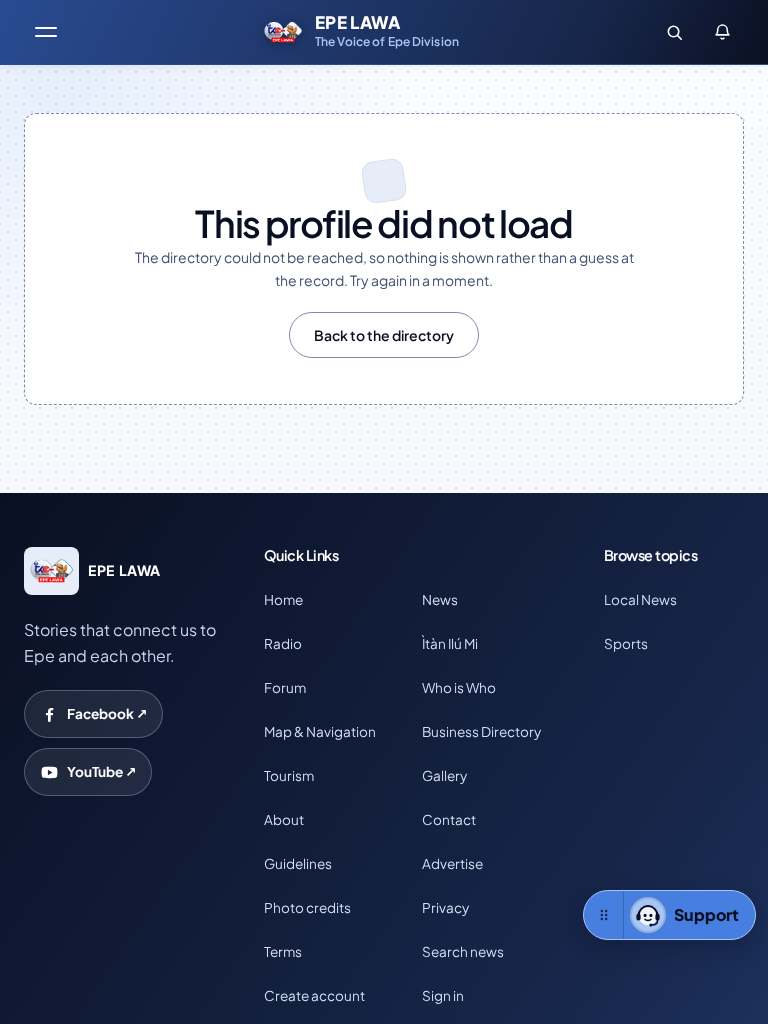 EPE LAWA
The Voice of Epe Division
This profile did not load
The directory could not be reached, so nothing is shown rather than a guess at
the record. Try again in a moment.
Back to the directory
EPE LAWA
EPE LAWA
Stories that connect us to
Epe and each other.
Facebook ↗
YouTube ↗
Quick Links
Home
News
Radio
Ìtàn Ilú Mi
Forum
Who is Who
Map & Navigation
Business Directory
Tourism
Gallery
About
Contact
Guidelines
Advertise
Photo credits
Privacy
Terms
Search news
Create account
Sign in
Browse topics
Local News
Sports
Support